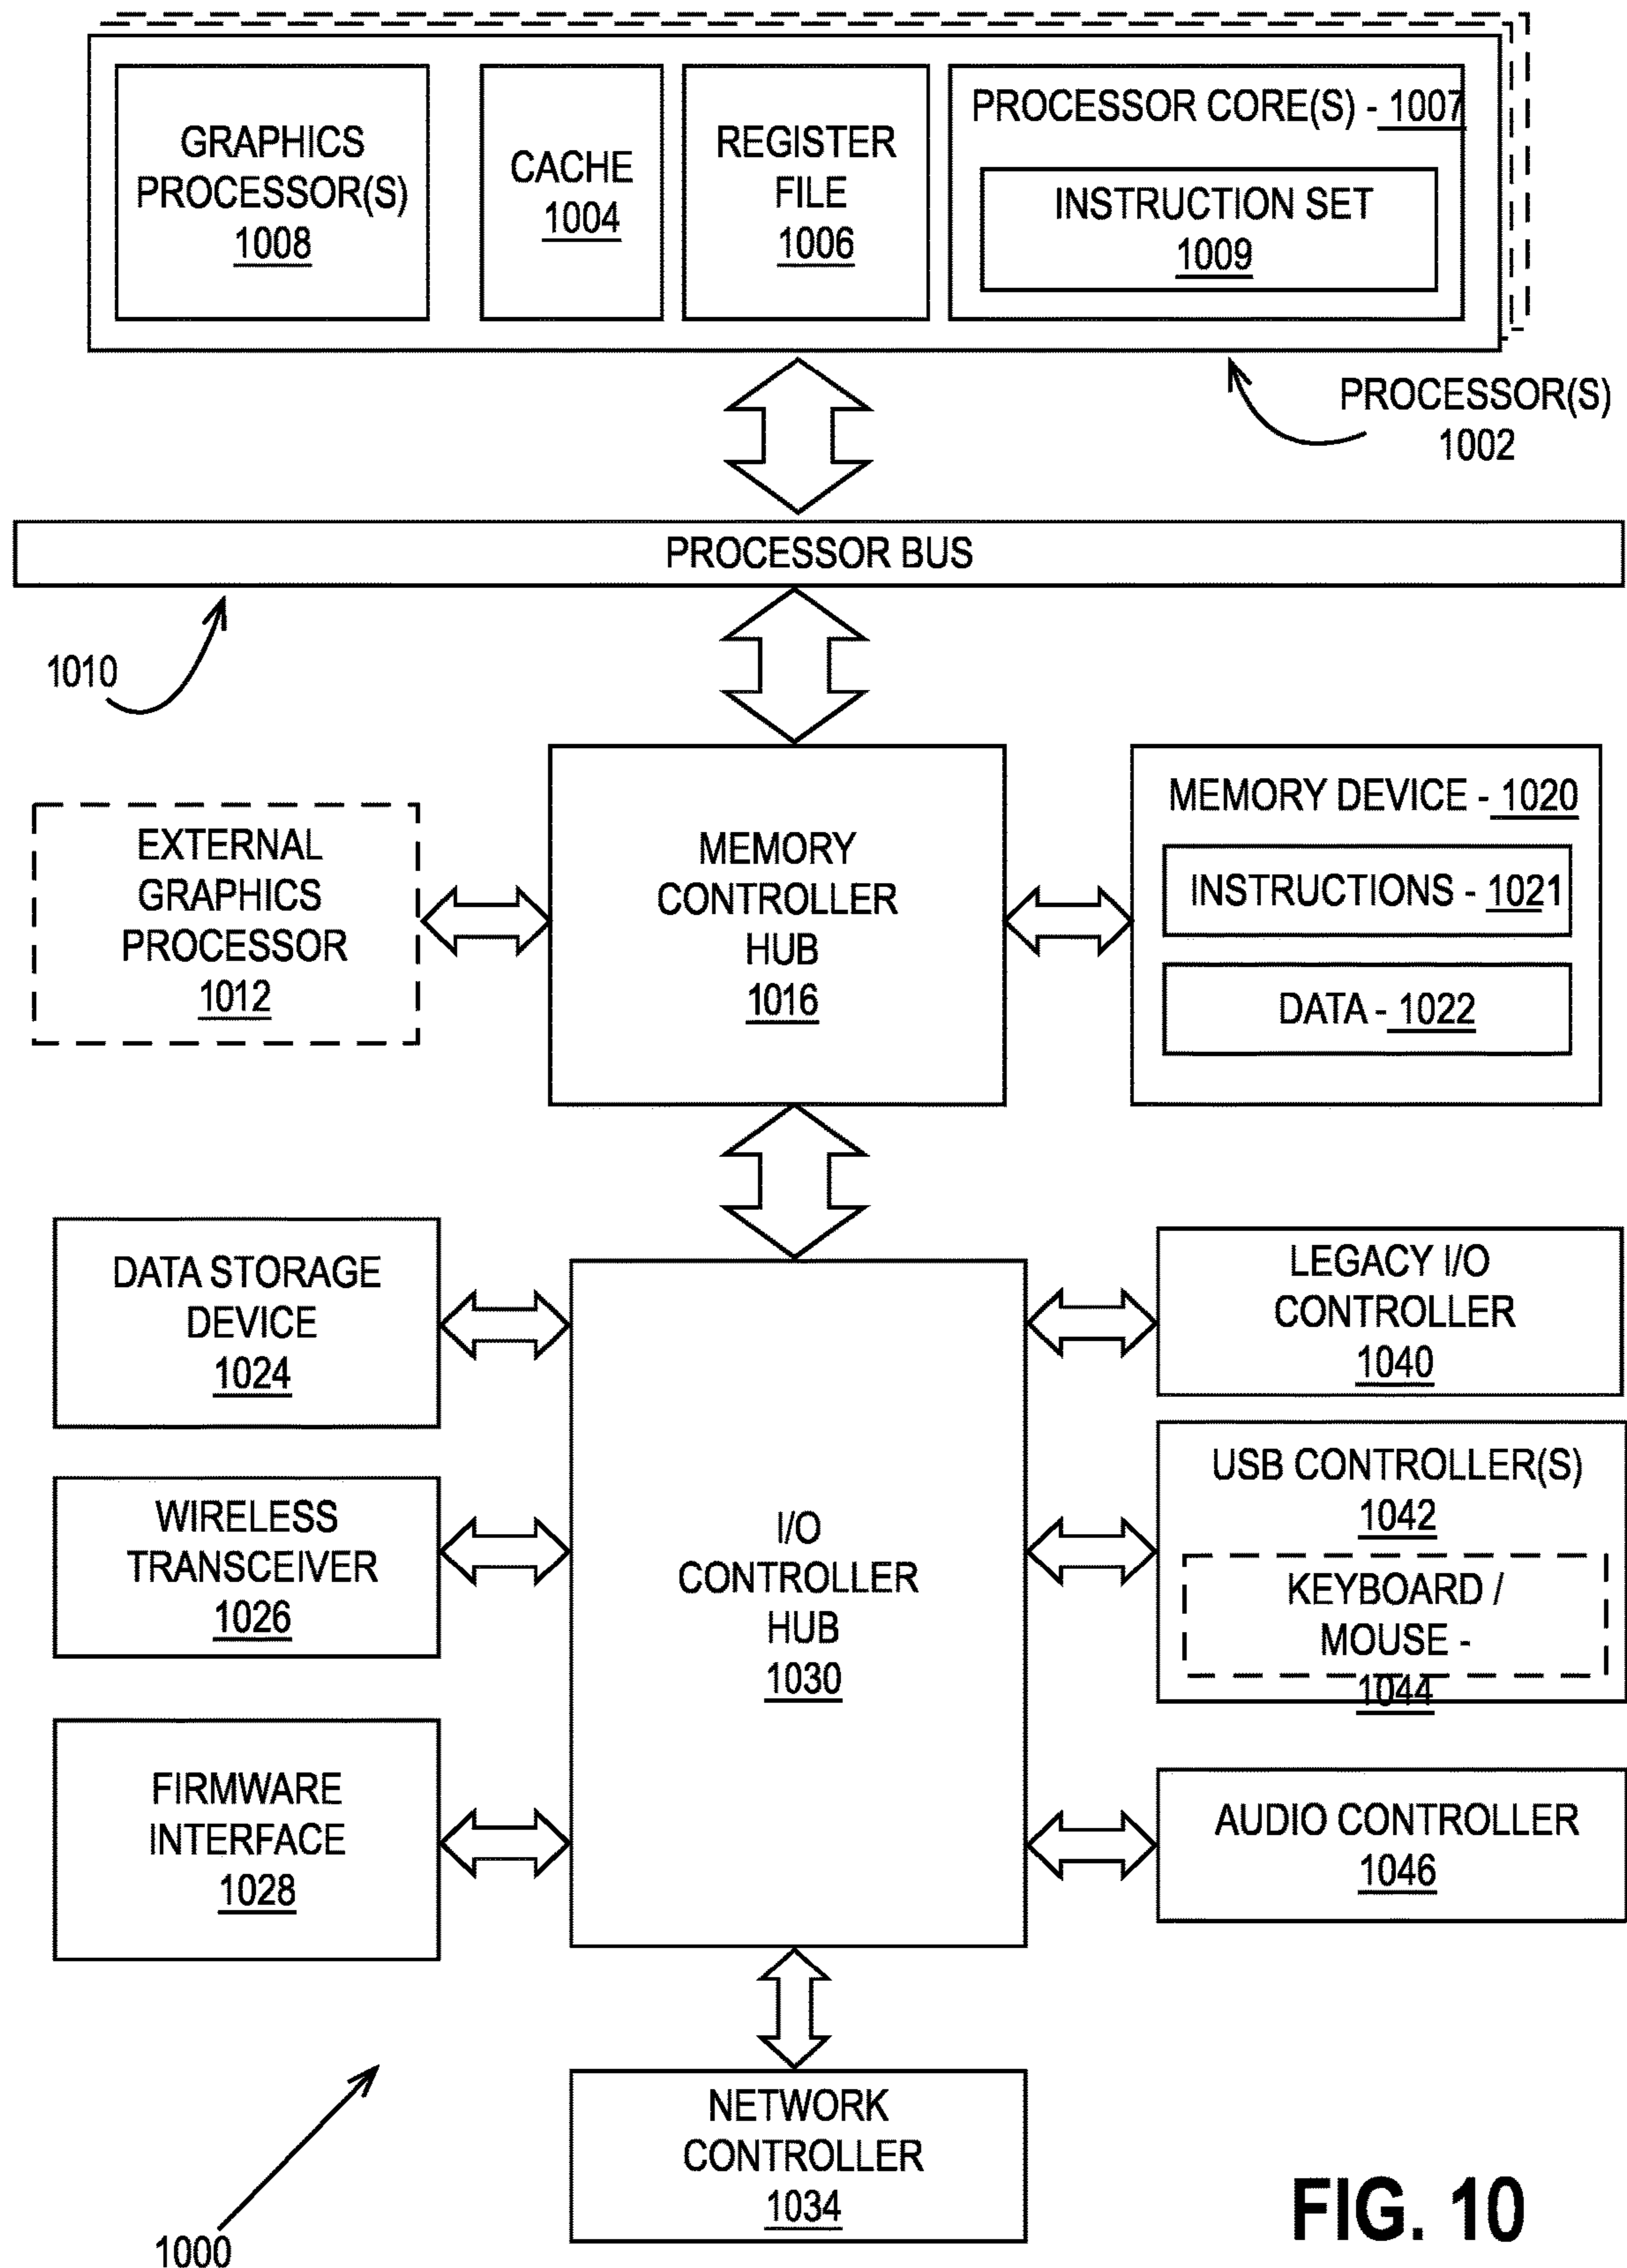 GRAPHICS
PROCESSOR(S)
1008
CACHE
1004
REGISTER
FILE
1006
PROCESSOR CORE(S) - 1007
INSTRUCTION SET
1009
PROCESSOR(S)
1002
PROCESSOR BUS
1010
EXTERNAL
GRAPHICS
PROCESSOR
1012
MEMORY
CONTROLLER
HUB
1016
MEMORY DEVICE - 1020
INSTRUCTIONS - 1021
DATA - 1022
DATA STORAGE
DEVICE
1024
WIRELESS
TRANSCEIVER
1026
FIRMWARE
INTERFACE
1028
I/O
CONTROLLER
HUB
1030
LEGACY I/O
CONTROLLER
1040
USB CONTROLLER(S)
1042
KEYBOARD /
MOUSE -
1044
AUDIO CONTROLLER
1046
NETWORK
CONTROLLER
1034
1000
FIG. 10